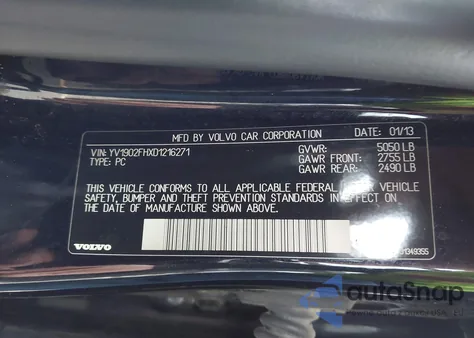 MFD BY VOLVO CAR CORPORATION DATE 01/13
VIN: YV1902FHXD1216271 GVWR: 5050 LB
TYPE: PC GAWR FRONT: 2755 LB
GAWR REAR: 2490 LB
THIS VEHICLE CONFORMS TO ALL APPLICABLE FEDERAL MOTOR VEHICLE
SAFETY, BUMPER AND THEFT PREVENTION STANDARDS IN EFFECT ON
THE DATE OF MANUFACTURE SHOWN ABOVE.
VOLVO 31349355
autoSnap